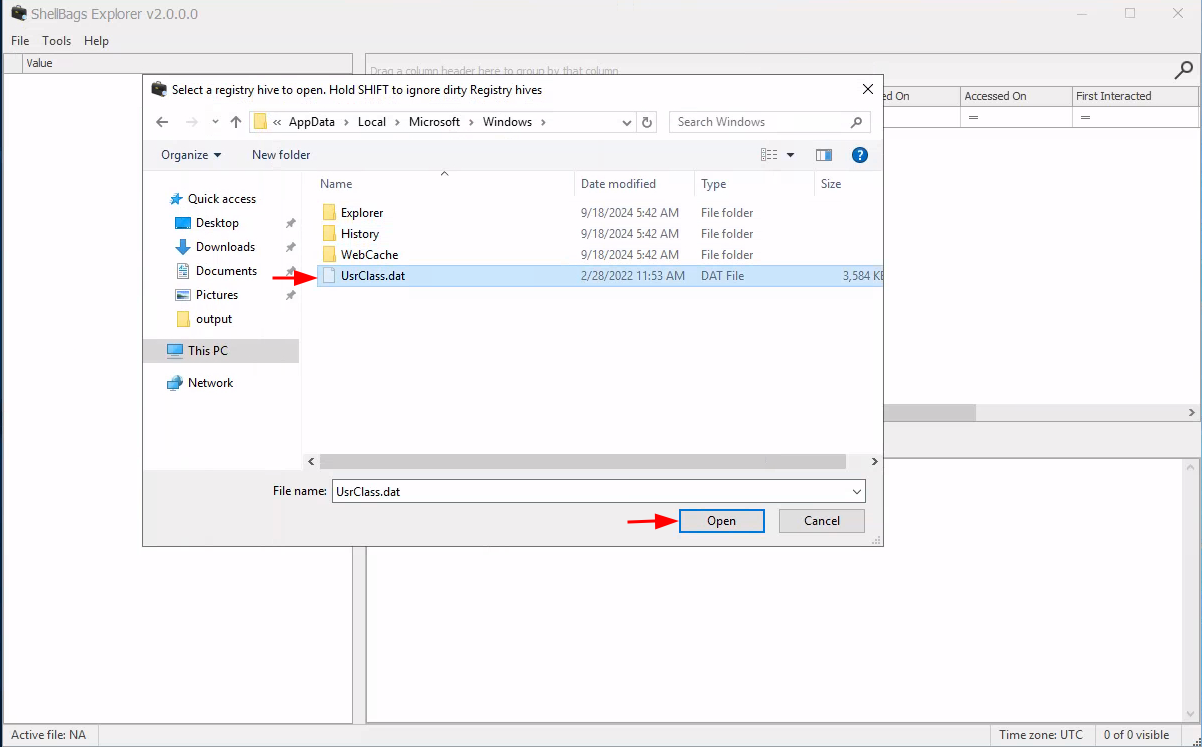 ShellBags Explorer v2.0.0.0
File Tools Help
Value
Drag a column header here to group by that column
d On Accessed On First Interacted
= =
Select a registry hive to open. Hold SHIFT to ignore dirty Registry hives
« AppData › Local › Microsoft › Windows ›
Search Windows
Organize New folder
?
Name Date modified Type Size
Quick access
Desktop
Downloads
Documents
Pictures
output
This PC
Network
Explorer 9/18/2024 5:42 AM File folder
History 9/18/2024 5:42 AM File folder
WebCache 9/18/2024 5:42 AM File folder
UsrClass.dat 2/28/2022 11:53 AM DAT File 3,584 KB
File name: UsrClass.dat
Open Cancel
Active file: NA Time zone: UTC 0 of 0 visible